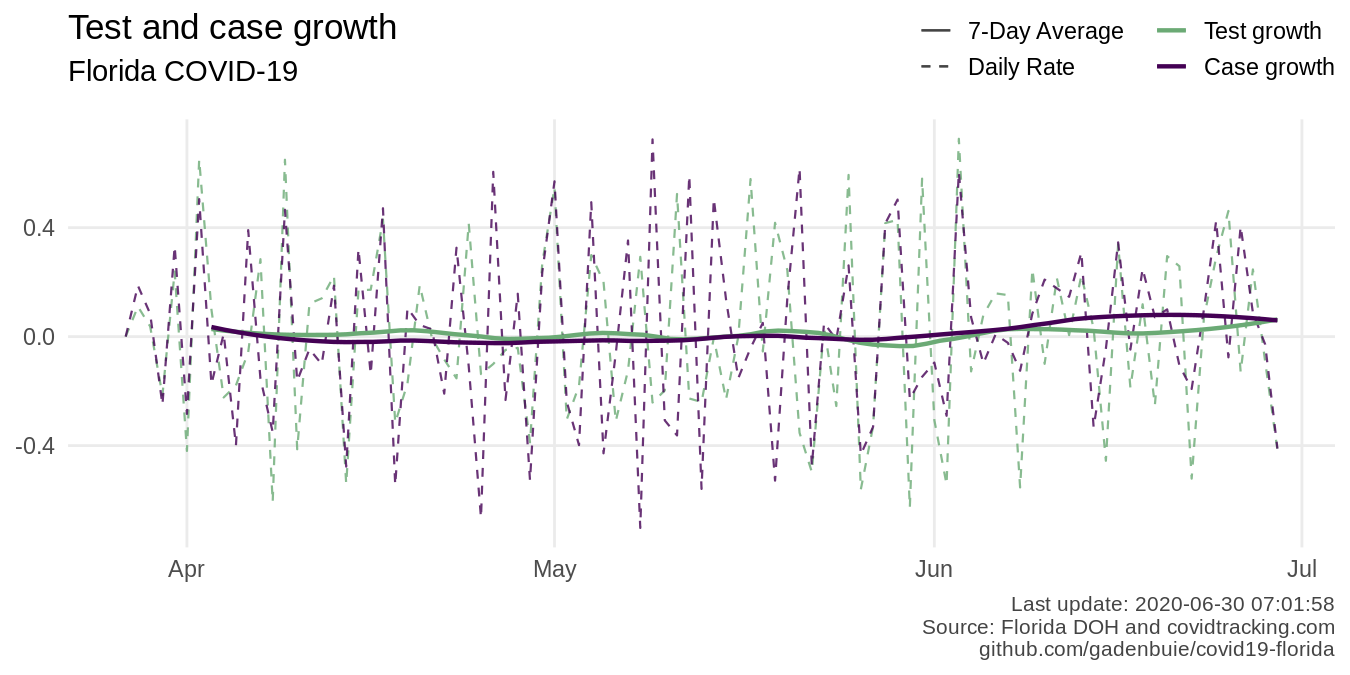 Test and case growth
Florida COVID-19
7-Day Average
Test growth
Daily Rate
Case growth
0.4
0.0
-0.4
Apr
May
Jun
Jul
Last update: 2020-06-30 07:01:58
Source: Florida DOH and covidtracking.com
github.com/gadenbuie/covid19-florida